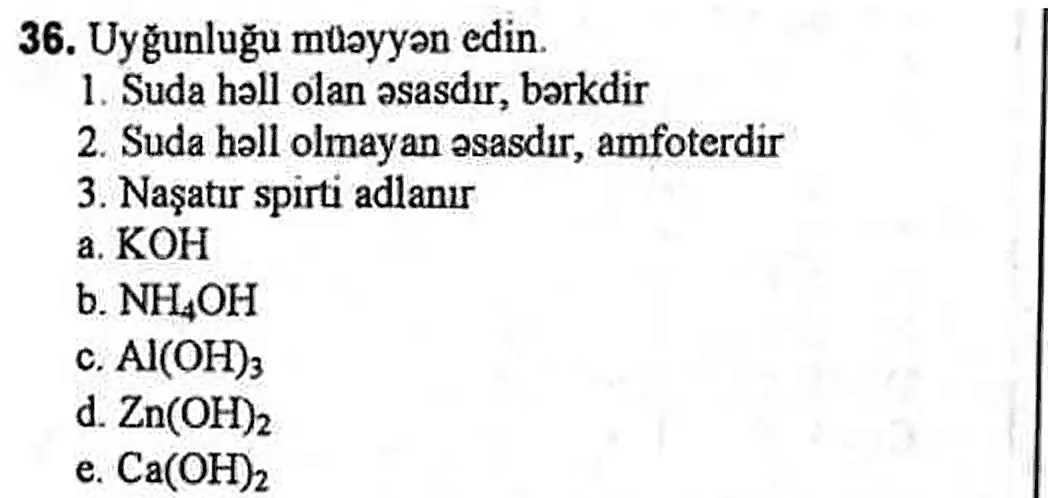 36. Uyğunluğu müəyyən edin.
1. Suda həll olan əsasdır, bərkdir
2. Suda həll olmayan əsasdır, amfoterdir
3. Naşatır spirti adlanır
a. KOH
b. NH₄OH
c. Al(OH)₃
d. Zn(OH)₂
e. Ca(OH)₂